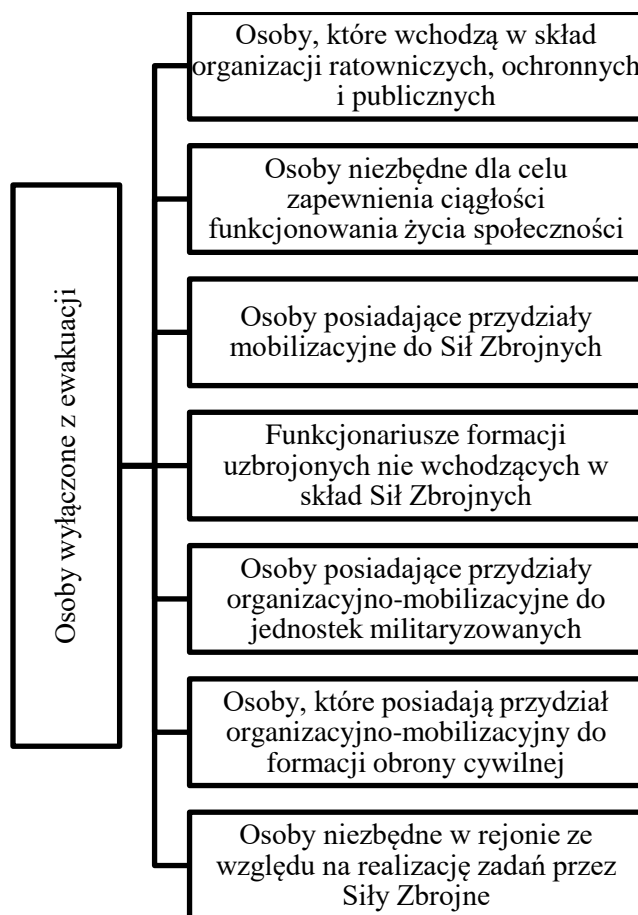 Osoby wyłączone z ewakuacji
Osoby, które wchodzą w skład
organizacji ratowniczych, ochronnych
i publicznych
Osoby niezbędne dla celu
zapewnienia ciągłości
funkcjonowania życia społeczności
Osoby posiadające przydziały
mobilizacyjne do Sił Zbrojnych
Funkcjonariusze formacji
uzbrojonych nie wchodzących w
skład Sił Zbrojnych
Osoby posiadające przydziały
organizacyjno-mobilizacyjne do
jednostek militaryzowanych
Osoby, które posiadają przydział
organizacyjno-mobilizacyjny do
formacji obrony cywilnej
Osoby niezbędne w rejonie ze
względu na realizację zadań przez
Siły Zbrojne